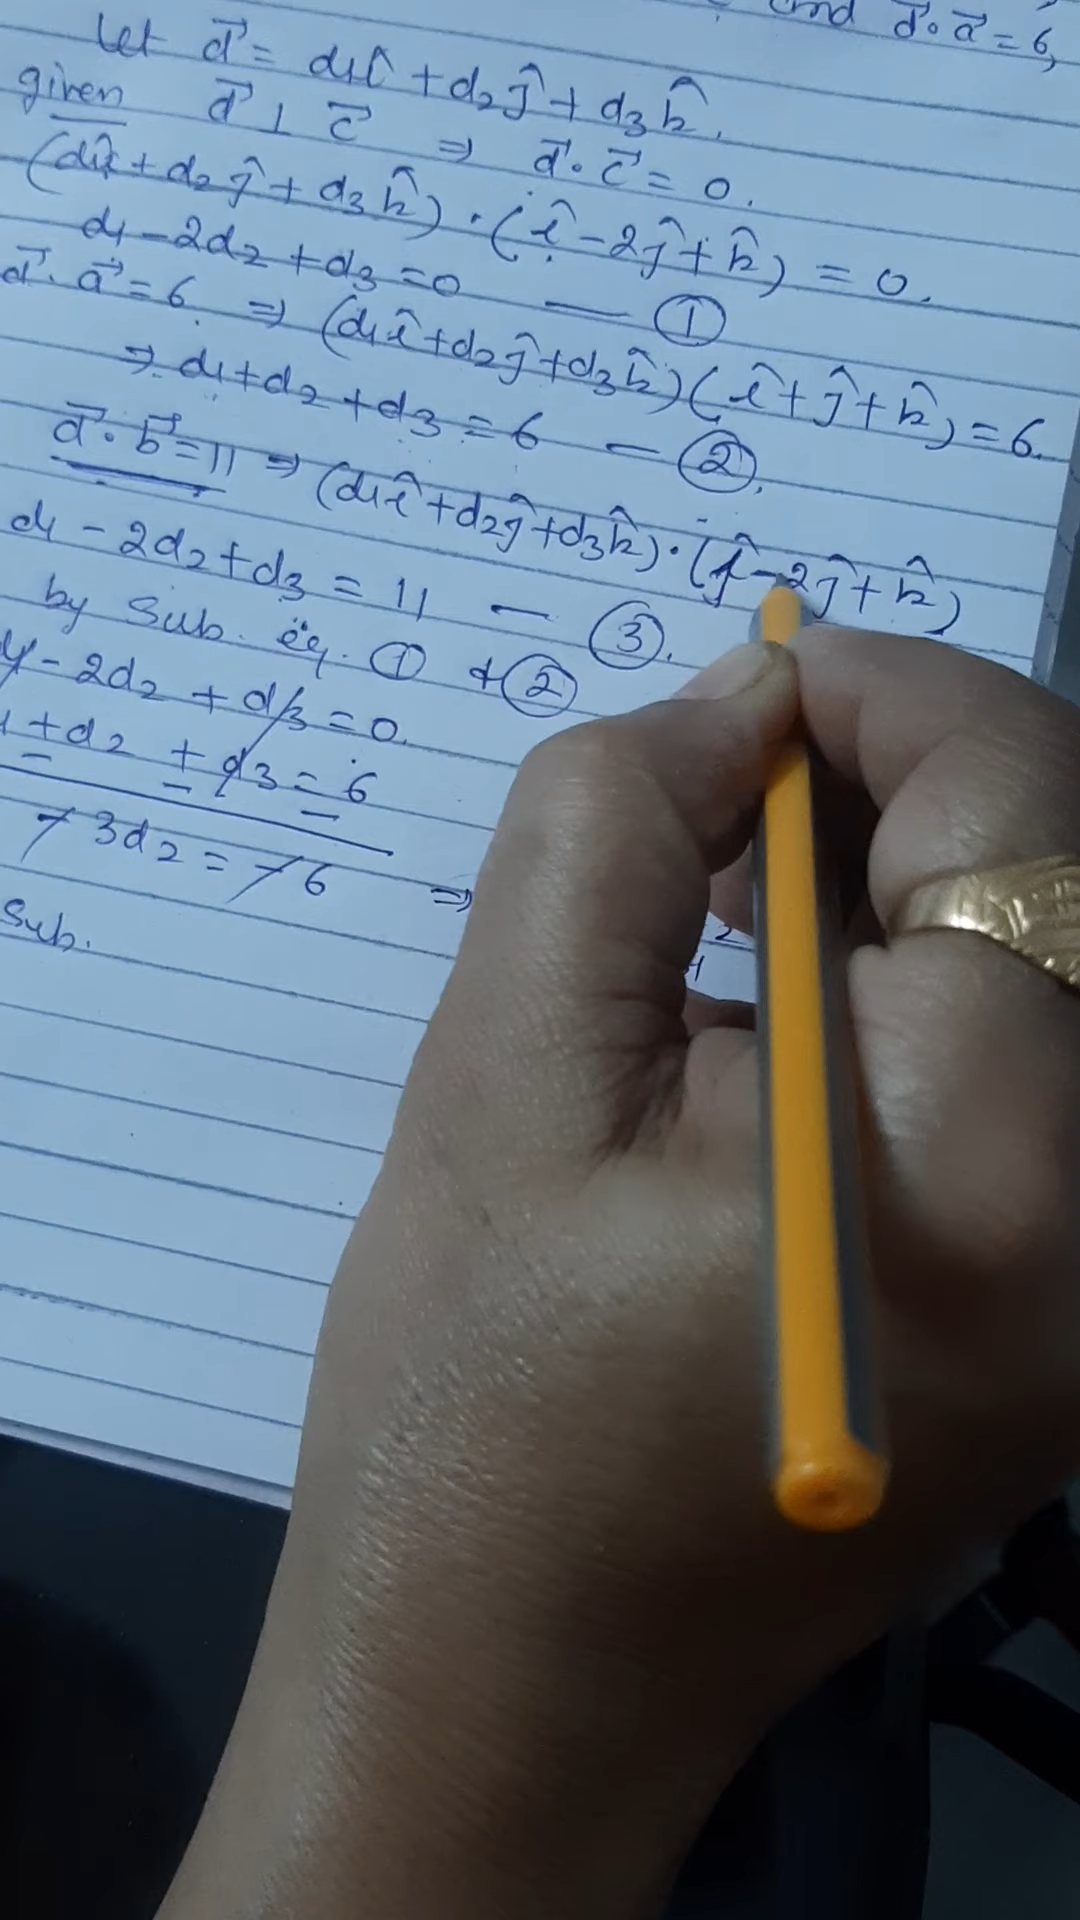 and d⃗·a⃗ = 6,
Let d⃗ = d₁î + d₂ĵ + d₃k̂.
given d⃗ ⊥ c⃗ ⇒ d⃗·c⃗ = 0.
(d₁î + d₂ĵ + d₃k̂)·(î - 2ĵ + k̂) = 0.
d₁ - 2d₂ + d₃ = 0 — ①
d⃗·a⃗ = 6 ⇒ (d₁î + d₂ĵ + d₃k̂)(î + ĵ + k̂) = 6.
⇒ d₁ + d₂ + d₃ = 6 — ②.
d⃗·b⃗ = 11 ⇒ (d₁î + d₂ĵ + d₃k̂)·(î - 2ĵ + k̂)
d₁ - 2d₂ + d₃ = 11 — ③.
by Sub. eq. ① & ②
- 2d₂ + d₃ = 0.
+ d₂ + d₃ = 6
- 3d₂ = - 6 ⇒
2
Sub.